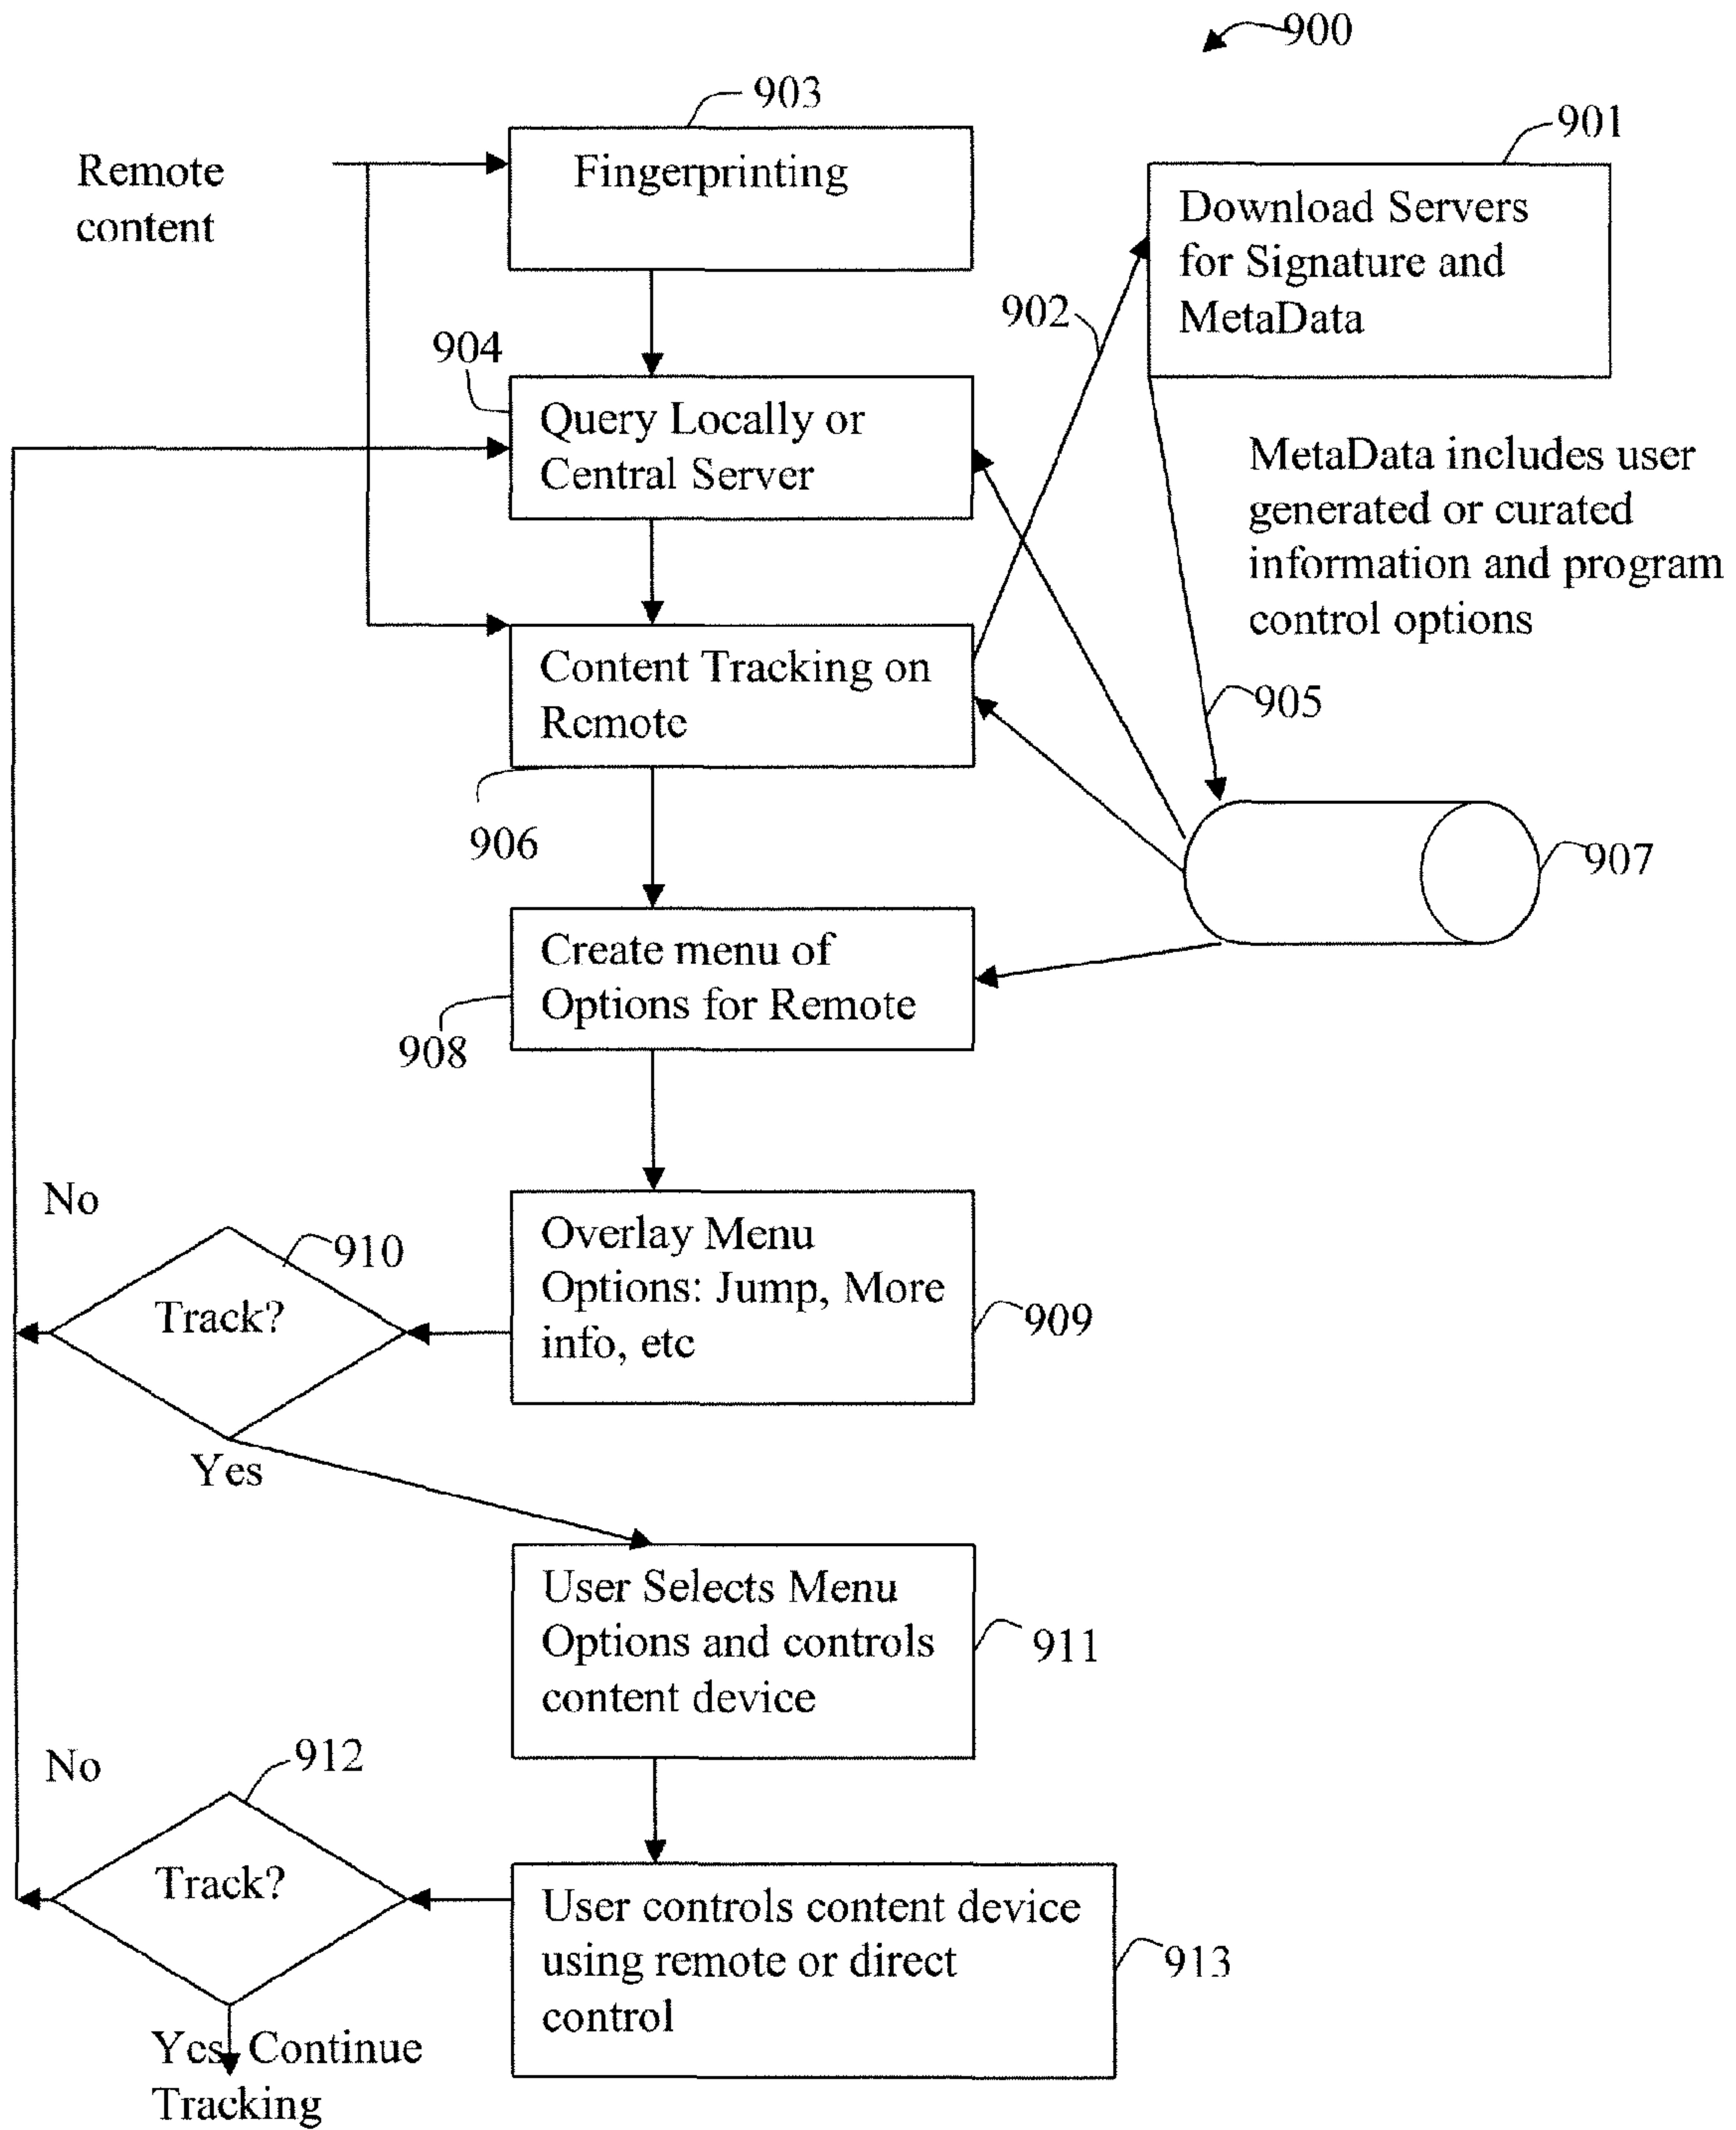 900
903
901
Remote
content
Fingerprinting
Download Servers
for Signature and
MetaData
902
904
Query Locally or
Central Server
MetaData includes user
generated or curated
information and program
control options
Content Tracking on
Remote
905
906
907
Create menu of
Options for Remote
908
No
910
Track?
Overlay Menu
Options: Jump, More
info, etc
909
Yes
User Selects Menu
Options and controls
content device
911
No
912
Track?
User controls content device
using remote or direct
control
913
Yes Continue
Tracking